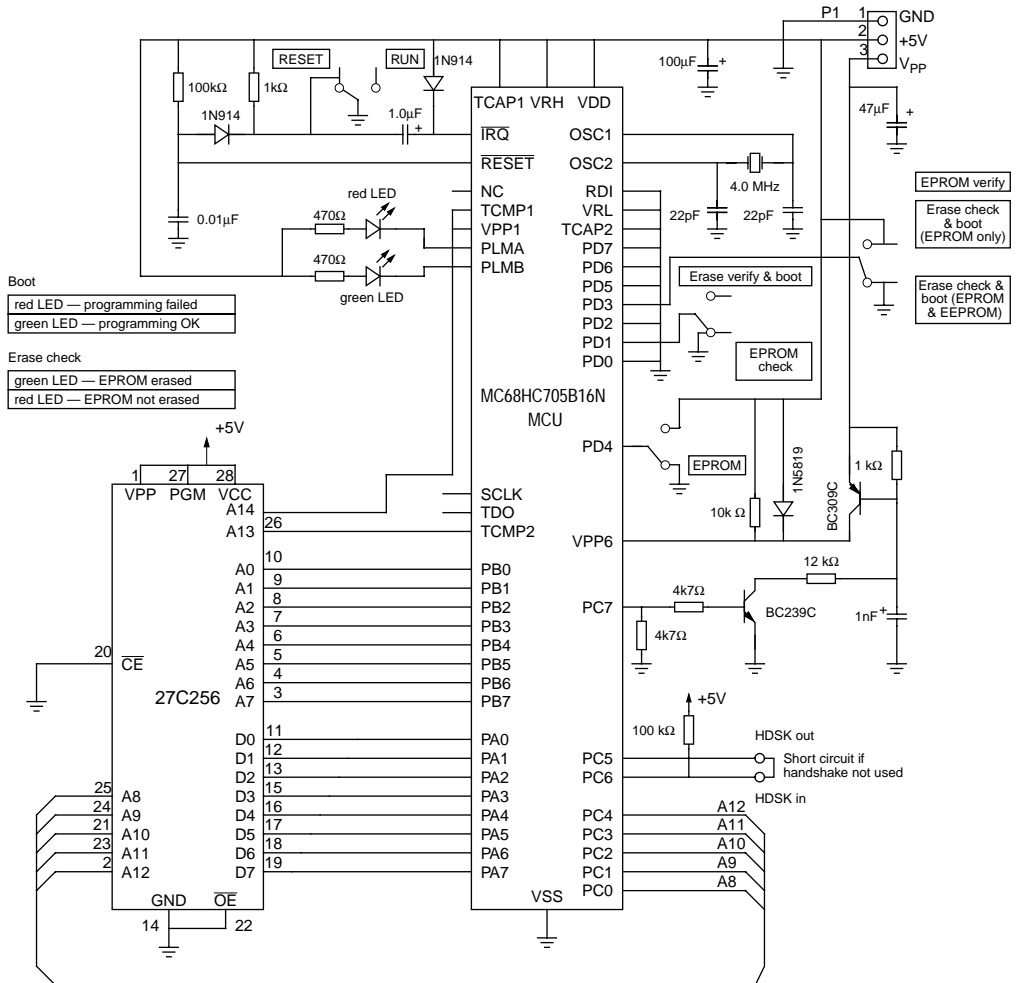 P1
1
GND
2
+5V
3
VPP
RESET
RUN
1N914
100kΩ
1kΩ
1N914
1.0µF
+
100µF
+
47µF
+
0.01µF
TCAP1 VRH VDD
IRQ
RESET
NC
TCMP1
VPP1
PLMA
PLMB
OSC1
OSC2
RDI
VRL
TCAP2
PD7
PD6
PD5
PD3
PD2
PD1
PD0
4.0 MHz
22pF
22pF
red LED
470Ω
470Ω
green LED
EPROM verify
Erase check
& boot
(EPROM only)
Erase check &
boot (EPROM
& EEPROM)
Erase verify & boot
EPROM
check
Boot
red LED — programming failed
green LED — programming OK
Erase check
green LED — EPROM erased
red LED — EPROM not erased
MC68HC705B16N
MCU
PD4
EPROM
SCLK
TDO
TCMP2
VPP6
10k Ω
1N5819
BC309C
1 kΩ
12 kΩ
PC7
4k7Ω
4k7Ω
BC239C
1nF
+
+5V
1
27
28
VPP PGM VCC
A14
A13
26
A0
10
PB0
A1
9
PB1
A2
8
PB2
A3
7
PB3
A4
6
PB4
A5
5
PB5
A6
4
PB6
A7
3
PB7
20
CE
27C256
D0
11
PA0
D1
12
PA1
D2
13
PA2
D3
15
PA3
D4
16
PA4
D5
17
PA5
D6
18
PA6
D7
19
PA7
25
A8
24
A9
21
A10
23
A11
2
A12
GND
OE
14
22
VSS
+5V
100 kΩ
PC5
PC6
HDSK out
Short circuit if
handshake not used
HDSK in
PC4
A12
PC3
A11
PC2
A10
PC1
A9
PC0
A8